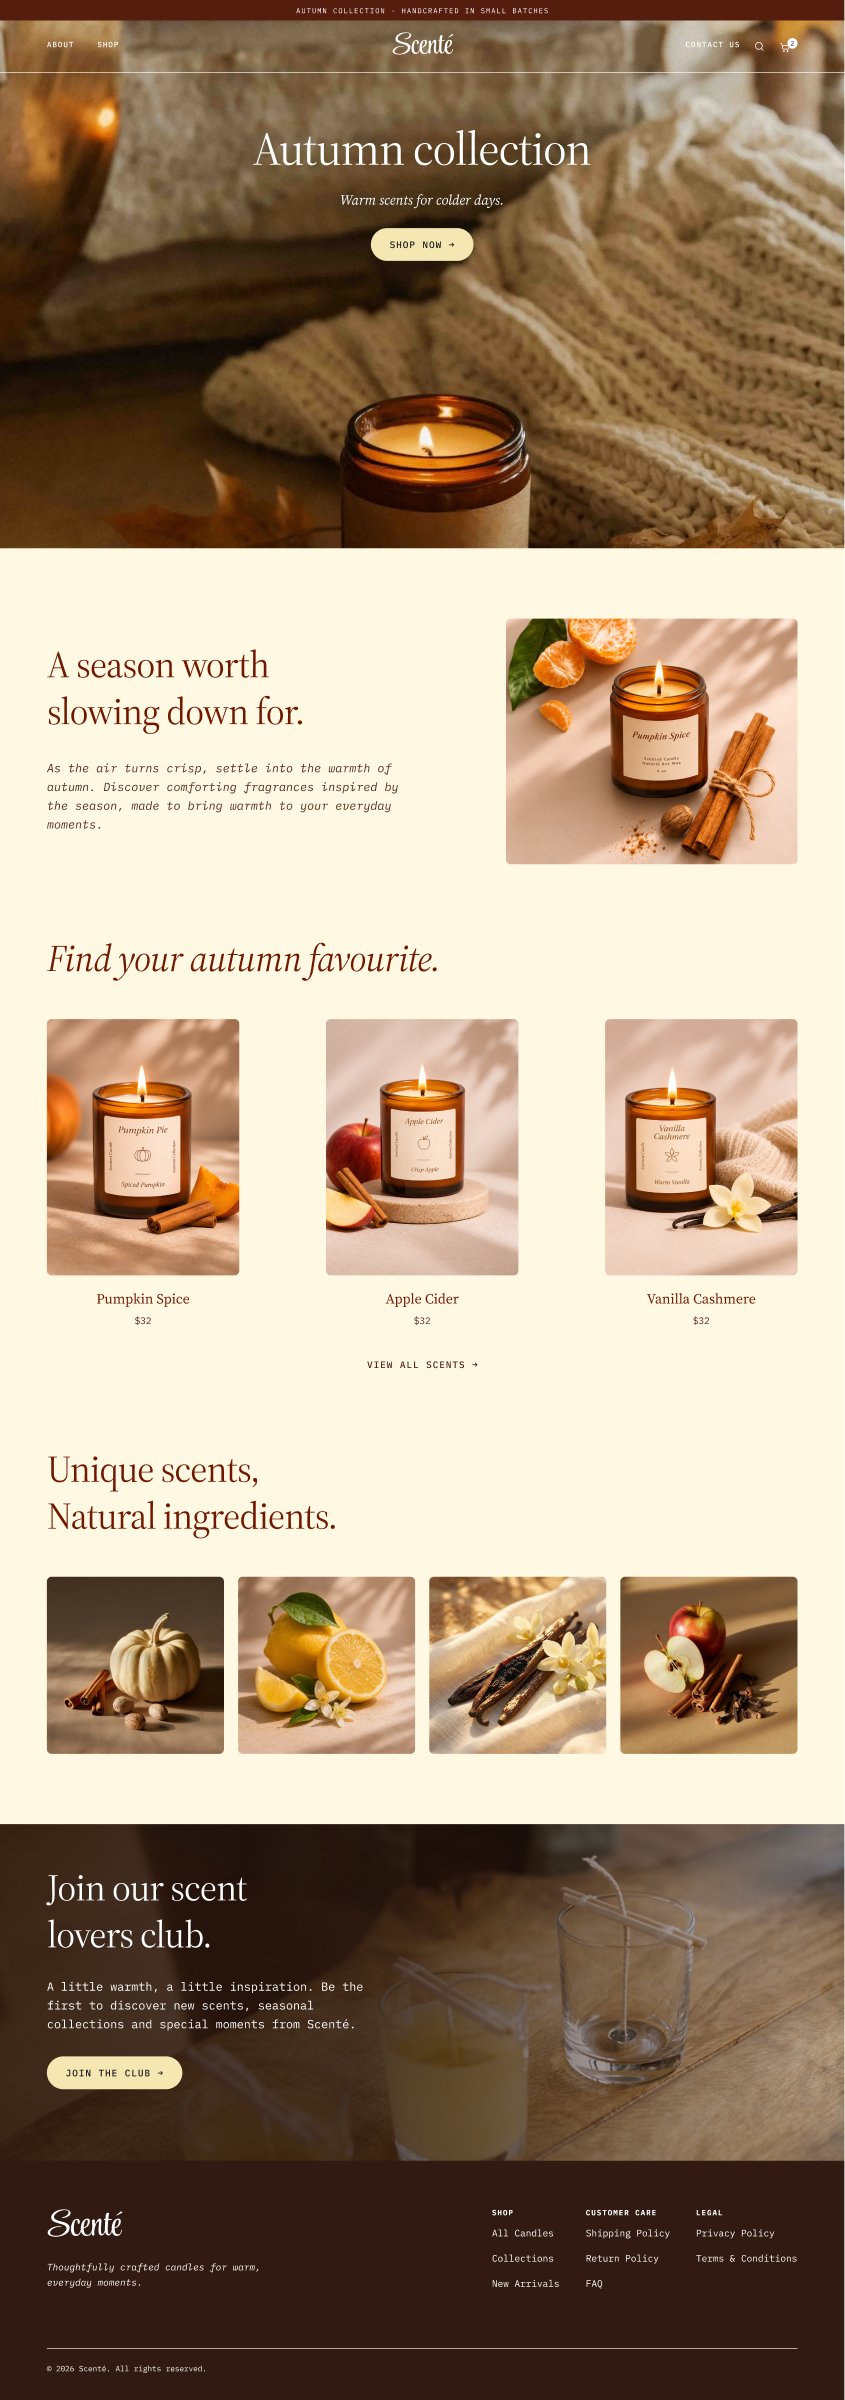 AUTUMN COLLECTION · HANDCRAFTED IN SMALL BATCHES
ABOUT SHOP Scenté CONTACT US 2
Autumn collection
Warm scents for colder days.
SHOP NOW →
A season worth
slowing down for.
As the air turns crisp, settle into the warmth of
autumn. Discover comforting fragrances inspired by
the season, made to bring warmth to your everyday
moments.
Pumpkin Spice
Scented Candle
Natural Soy Wax
Find your autumn favourite.
Pumpkin Pie
Spiced Pumpkin
Apple Cider
Crisp Apple
Vanilla
Cashmere
Warm Vanilla
Pumpkin Spice
$32
Apple Cider
$32
Vanilla Cashmere
$32
VIEW ALL SCENTS →
Unique scents,
Natural ingredients.
Join our scent
lovers club.
A little warmth, a little inspiration. Be the
first to discover new scents, seasonal
collections and special moments from Scenté.
JOIN THE CLUB →
Scenté
Thoughtfully crafted candles for warm,
everyday moments.
SHOP
All Candles
Collections
New Arrivals
CUSTOMER CARE
Shipping Policy
Return Policy
FAQ
LEGAL
Privacy Policy
Terms & Conditions
© 2026 Scenté. All rights reserved.